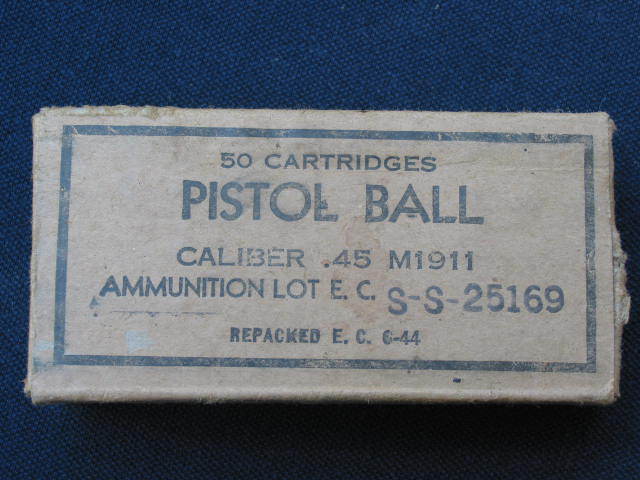 50 CARTRIDGES
PISTOL BALL
CALIBER .45 M1911
AMMUNITION LOT E. C. S-S-25169
REPACKED E. C. 6-44